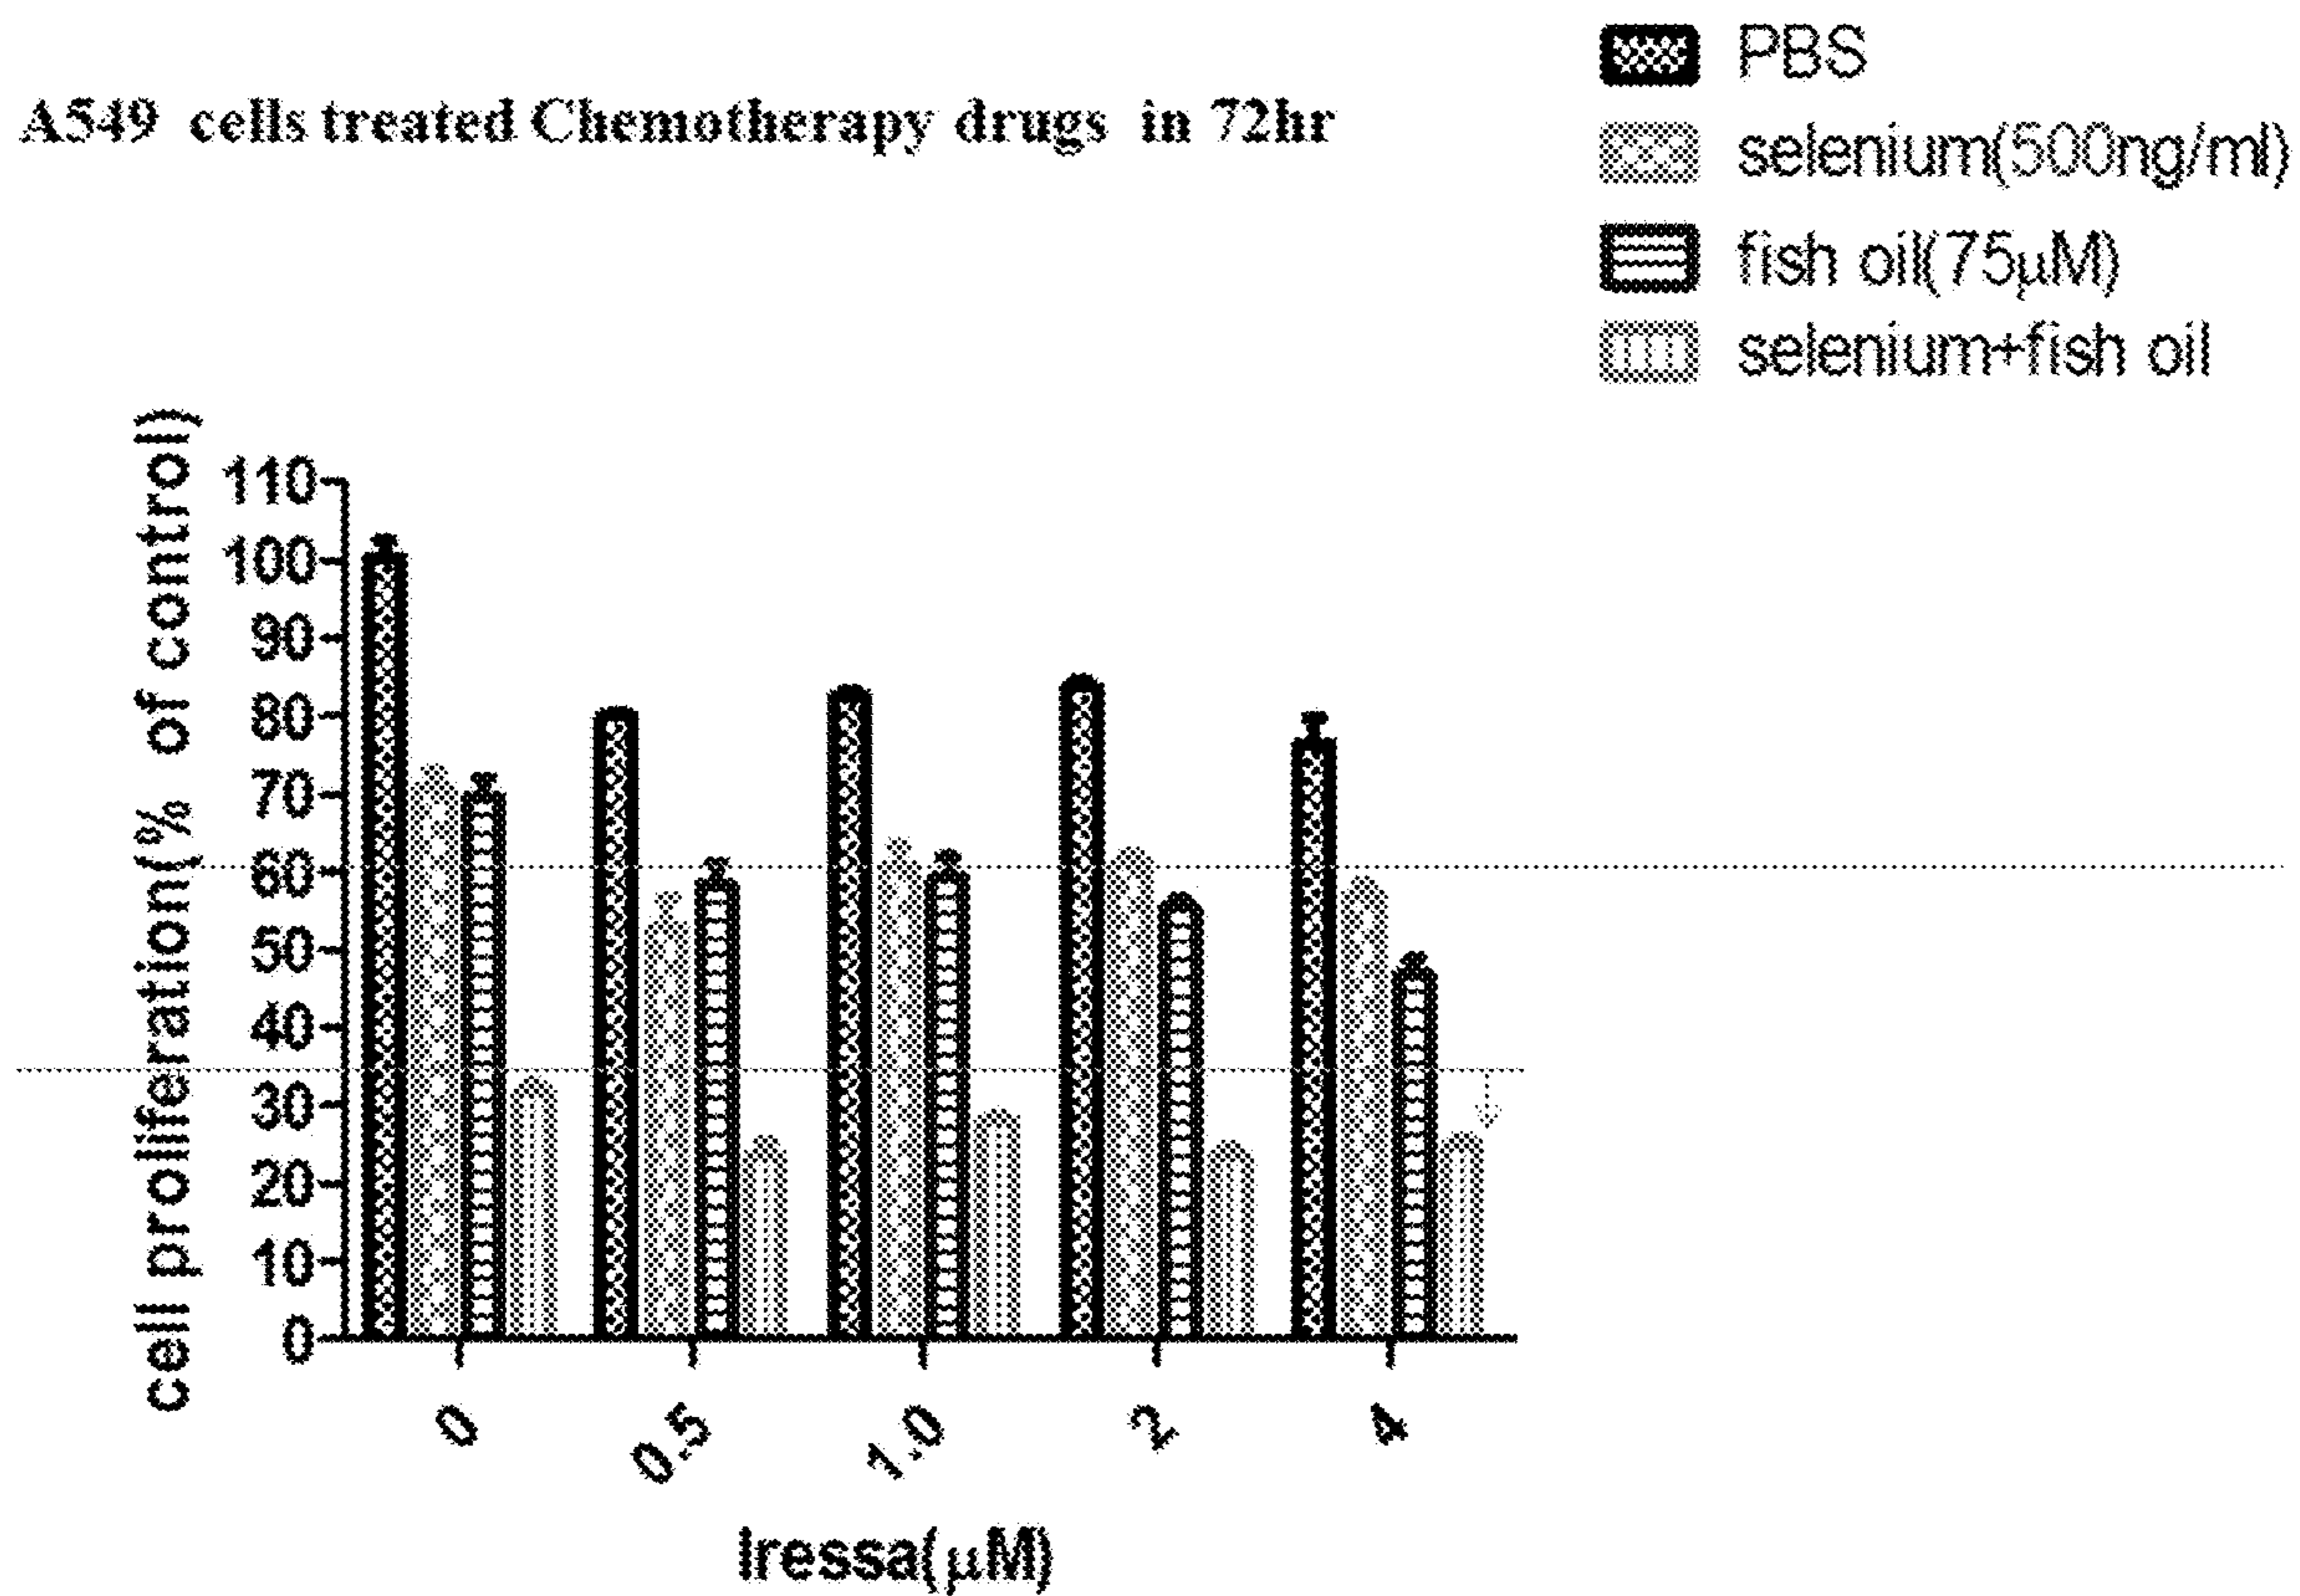 A549 cells treated Chemotherapy drugs in 72hr
PBS
selenium(500ng/ml)
fish oil(75μM)
selenium+fish oil
cell proliferation(% of control)
110
100
90
80
70
60
50
40
30
20
10
0
0
0.5
1.0
2
4
Iressa(μM)